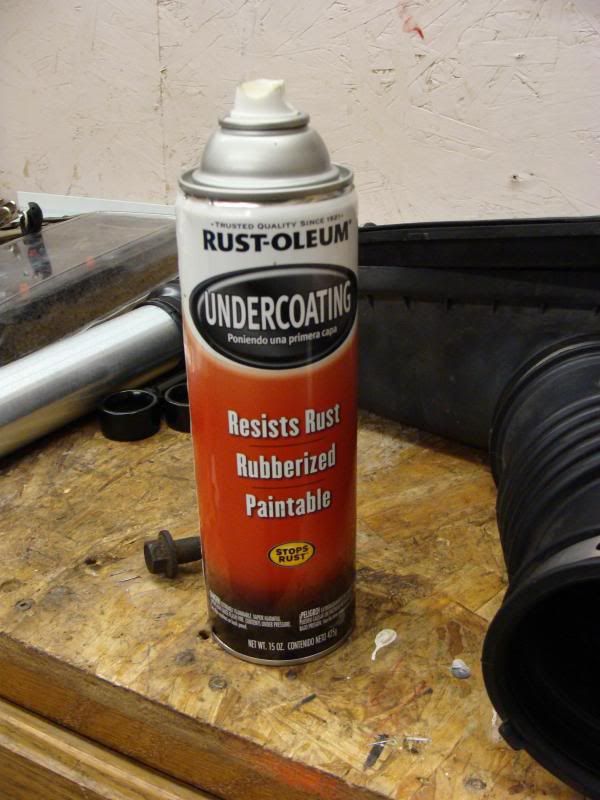 • TRUSTED QUALITY SINCE 1921 •
RUST-OLEUM®
UNDERCOATING
Poniendo una primera capa
Resists Rust
Rubberized
Paintable
STOPS
RUST
¡PELIGRO!
NET WT. 15 OZ. CONTENIDO NETO 425g